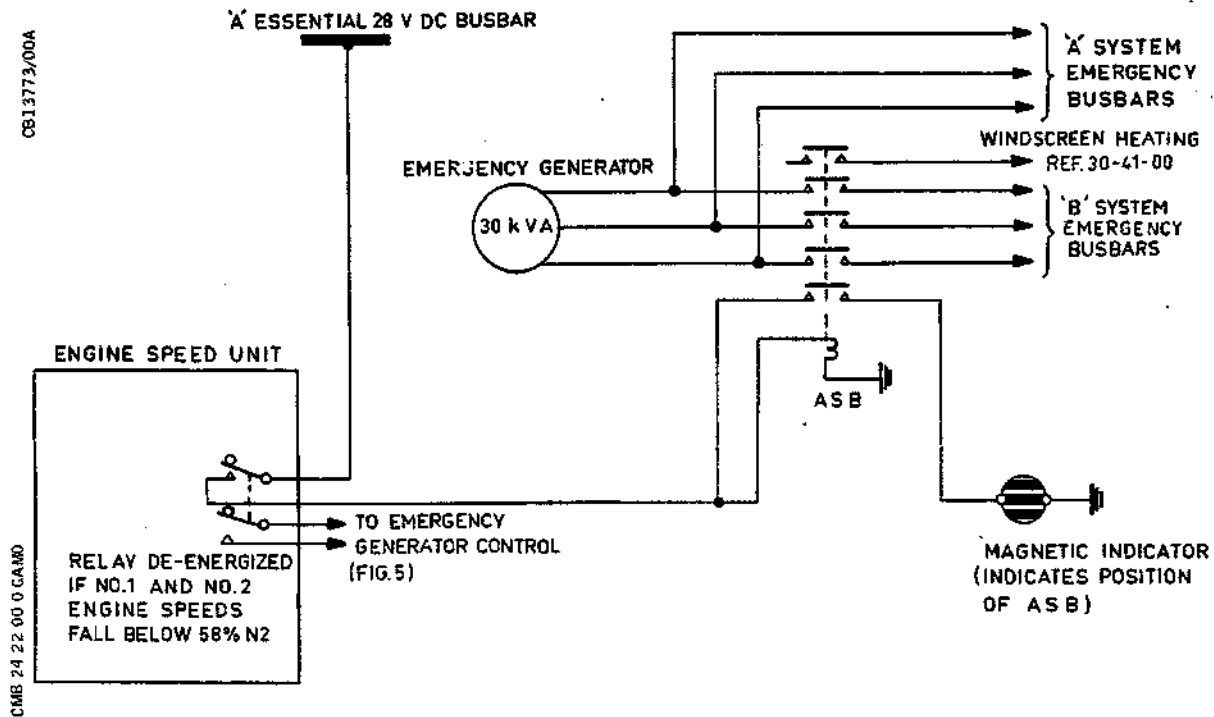 'A' ESSENTIAL 28 V DC BUSBAR
CB13773/00A
'A' SYSTEM
EMERGENCY
BUSBARS
WINDSCREEN HEATING
REF. 30-41-00
EMERGENCY GENERATOR
30 kVA
'B' SYSTEM
EMERGENCY
BUSBARS
ENGINE SPEED UNIT
ASB
TO EMERGENCY
GENERATOR CONTROL
(FIG.5)
RELAY DE-ENERGIZED
IF NO.1 AND NO.2
ENGINE SPEEDS
FALL BELOW 58% N2
MAGNETIC INDICATOR
(INDICATES POSITION
OF ASB)
CMB 24 22 00 0 GAM0